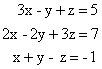 3x - y + z = 5
2x - 2y + 3z = 7
x + y - z = -1